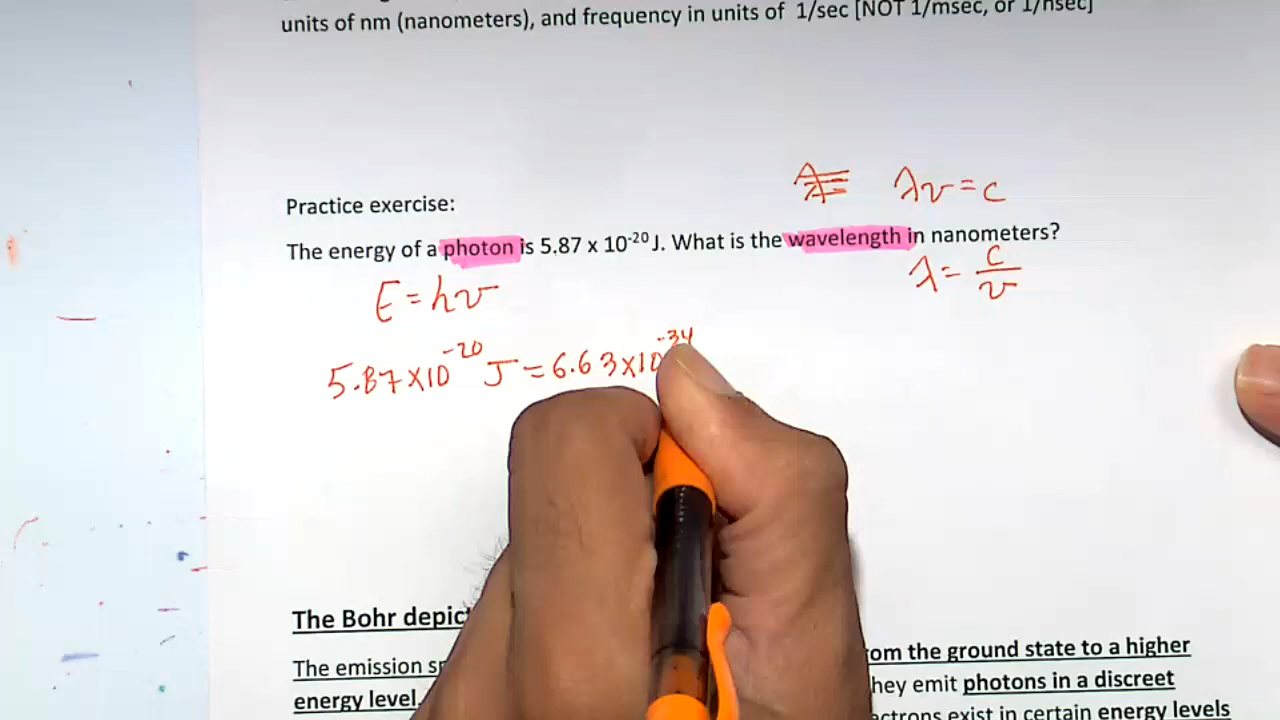 units of nm (nanometers), and frequency in units of 1/sec [NOT 1/msec, or 1/nsec]
λν = c
Practice exercise:
The energy of a photon is 5.87 x 10⁻²⁰ J. What is the wavelength in nanometers?
λ = c/ν
E = hν
5.87 × 10⁻²⁰ J = 6.63 × 10⁻³⁴
The Bohr depic
The emission s
om the ground state to a higher
energy level.
hey emit photons in a discreet
ectrons exist in certain energy levels